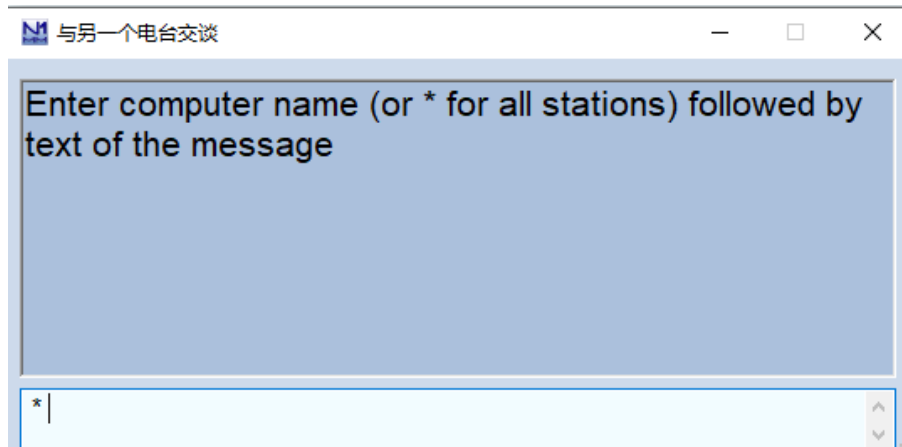 与另一个电台交谈
Enter computer name (or * for all stations) followed by
text of the message
*